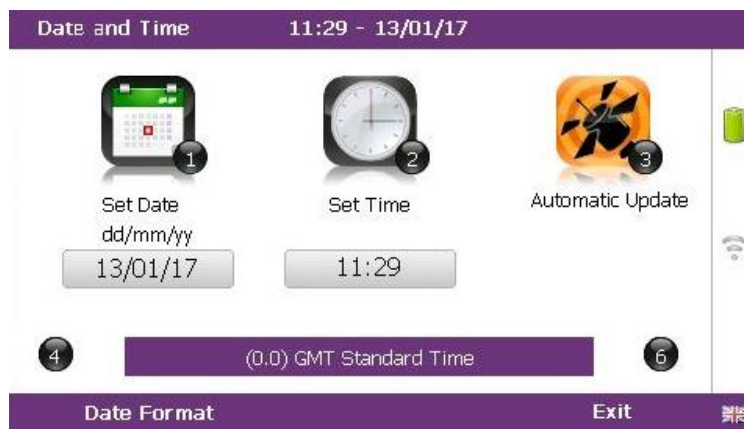 Date and Time 11:29 - 13/01/17
1 2 3
Set Date Set Time Automatic Update
dd/mm/yy
13/01/17 11:29
4 (0.0) GMT Standard Time 6
Date Format Exit